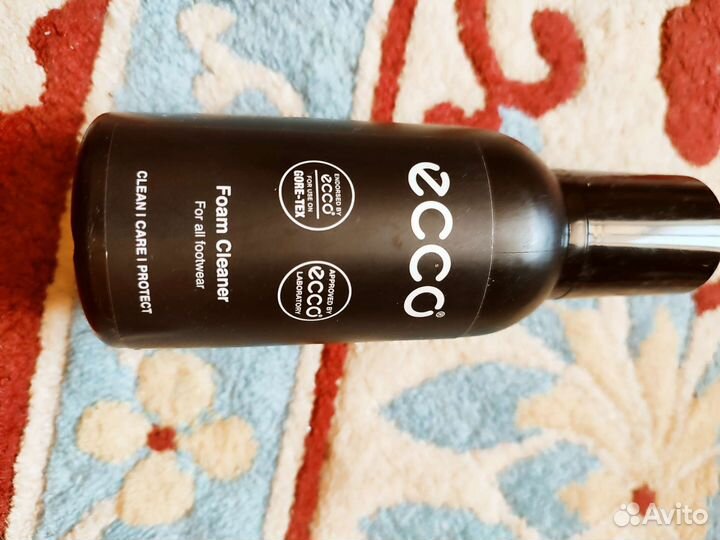 ecco®
ENDORSED BY
ecco®
FOR USE ON
GORE-TEX
APPROVED BY
ecco®
LABORATORY
Foam Cleaner
For all footwear
CLEAN | CARE | PROTECT
Avito